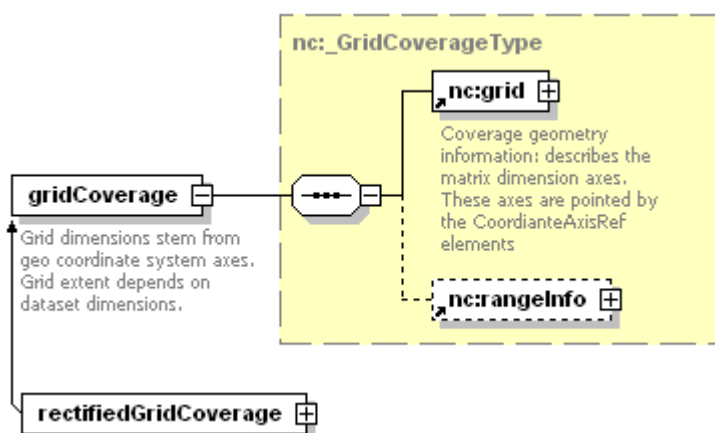 nc:_GridCoverageType
nc:grid
Coverage geometry
information: describes the
matrix dimension axes.
These axes are pointed by
the CoordianteAxisRef
elements
gridCoverage
Grid dimensions stem from
geo coordinate system axes.
Grid extent depends on
dataset dimensions.
nc:rangeInfo
rectifiedGridCoverage